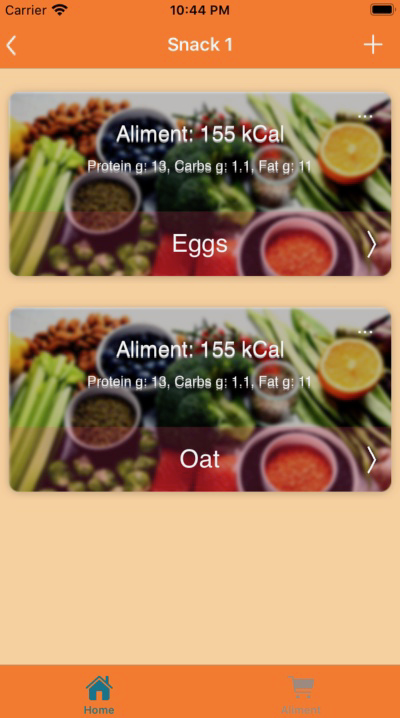 Carrier 10:44 PM
Snack 1
Aliment: 155 kCal
Protein g: 13, Carbs g: 1.1, Fat g: 11
Eggs
Aliment: 155 kCal
Protein g: 13, Carbs g: 1.1, Fat g: 11
Oat
Home
Aliment